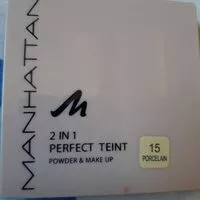 MANHATTAN
M
2 IN 1
PERFECT TEINT
POWDER & MAKE UP
15
PORCELAIN